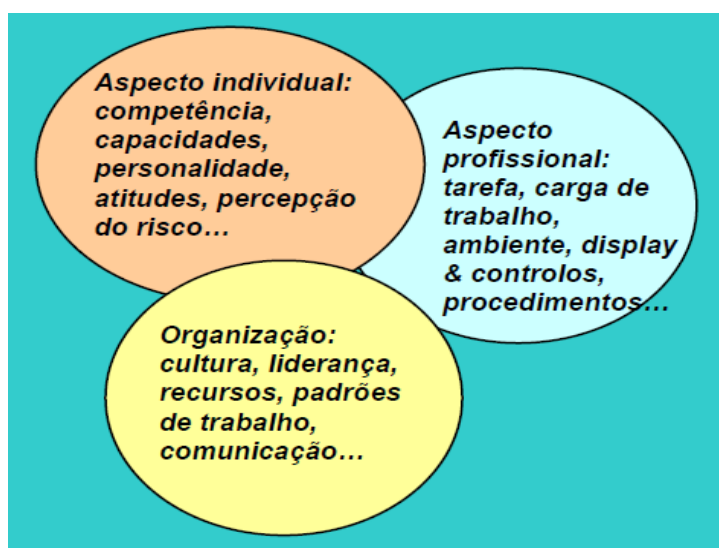 Aspecto individual:
competência,
capacidades,
personalidade,
atitudes, percepção
do risco…
Aspecto
profissional:
tarefa, carga de
trabalho,
ambiente, display
& controlos,
procedimentos…
Organização:
cultura, liderança,
recursos, padrões
de trabalho,
comunicação…